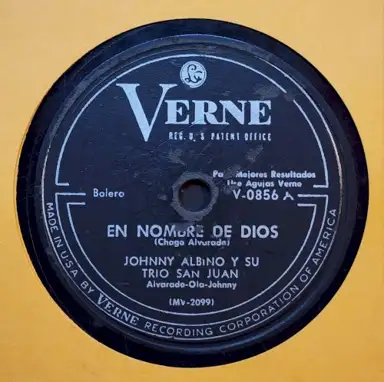 VERNE
REG. U. S. PATENT OFFICE
Para Mejores Resultados
Use Agujas Verne
Bolero
V-0856 A
EN NOMBRE DE DIOS
(Chago Alvarado)
JOHNNY ALBINO Y SU
TRIO SAN JUAN
Alvarado-Ola-Johnny
(MV-2099)
MADE IN U.S.A. BY VERNE RECORDING CORPORATION OF AMERICA